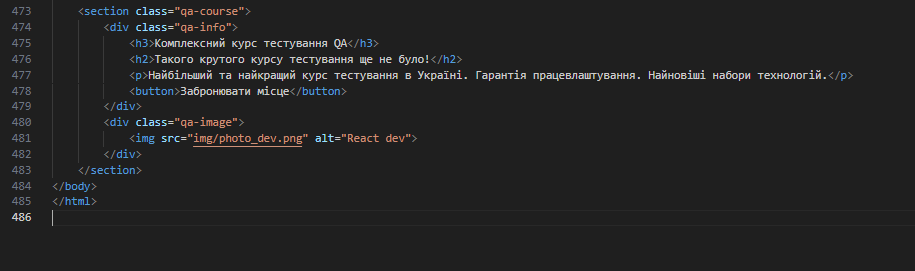 473 <section class="qa-course">
474 <div class="qa-info">
475 <h3>Комплексний курс тестування QA</h3>
476 <h2>Такого крутого курсу тестування ще не було!</h2>
477 <p>Найбільший та найкращий курс тестування в Україні. Гарантія працевлаштування. Найновіші набори технологій.</p>
478 <button>Забронювати місце</button>
479 </div>
480 <div class="qa-image">
481 <img src="img/photo_dev.png" alt="React dev">
482 </div>
483 </section>
484 </body>
485 </html>
486